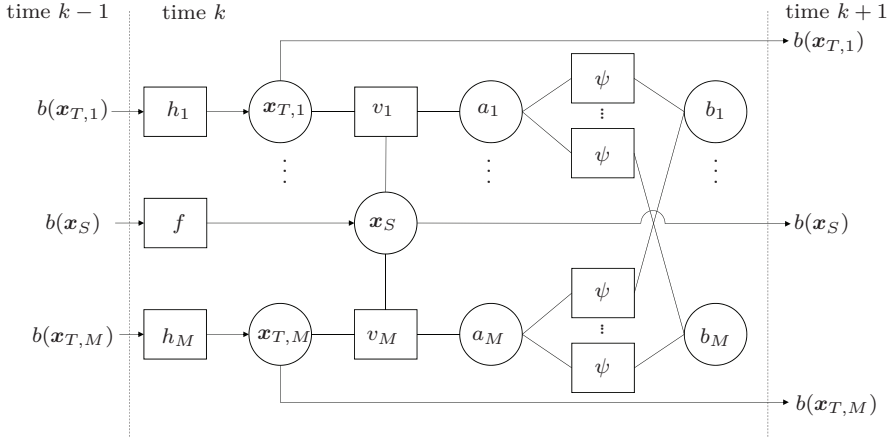 time k − 1
time k
time k + 1
b(x_{T,1})
b(x_{T,1})
h_1
x_{T,1}
v_1
a_1
ψ
ψ
b_1
b(x_S)
f
x_S
b(x_S)
b(x_{T,M})
h_M
x_{T,M}
v_M
a_M
ψ
ψ
b_M
b(x_{T,M})